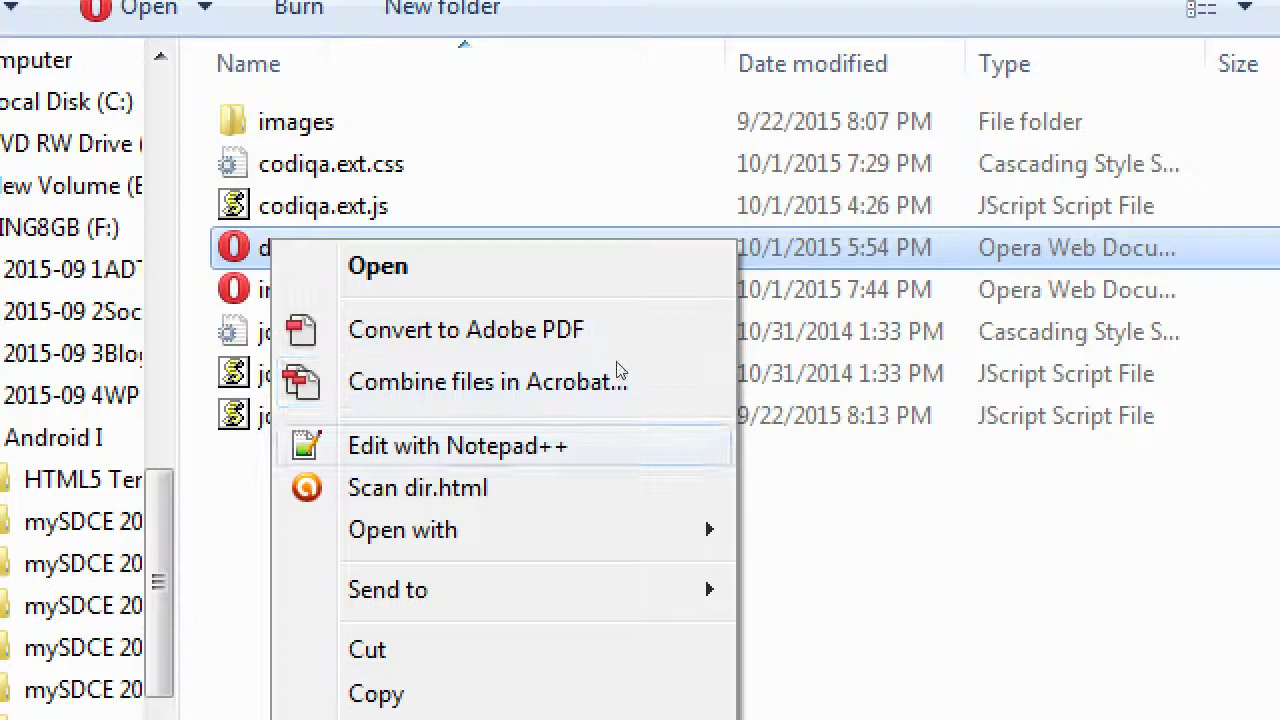 Open Burn New folder
Name Date modified Type Size
mputer
ocal Disk (C:)
VD RW Drive (
ew Volume (E
ING8GB (F:)
2015-09 1AD
2015-09 2Soc
2015-09 3Blo
2015-09 4WP
Android I
HTML5 Ter
mySDCE 20
mySDCE 20
mySDCE 20
mySDCE 20
mySDCE 20
images 9/22/2015 8:07 PM File folder
codiqa.ext.css 10/1/2015 7:29 PM Cascading Style S...
codiqa.ext.js 10/1/2015 4:26 PM JScript Script File
d 10/1/2015 5:54 PM Opera Web Docu...
10/1/2015 7:44 PM Opera Web Docu...
10/31/2014 1:33 PM Cascading Style S...
10/31/2014 1:33 PM JScript Script File
9/22/2015 8:13 PM JScript Script File
Open
Convert to Adobe PDF
Combine files in Acrobat...
Edit with Notepad++
Scan dir.html
Open with
Send to
Cut
Copy